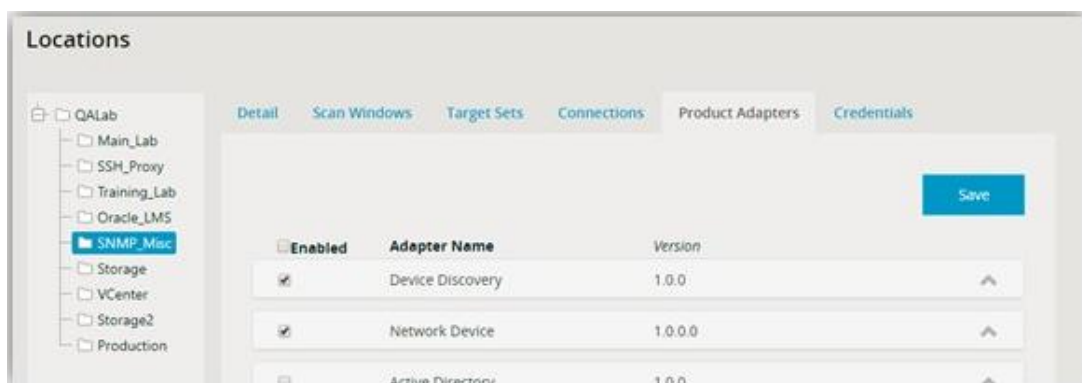 Locations
QALab
Main_Lab
SSH_Proxy
Training_Lab
Oracle_LMS
SNMP_Misc
Storage
VCenter
Storage2
Production
Detail Scan Windows Target Sets Connections Product Adapters Credentials
Save
Enabled Adapter Name Version
Device Discovery 1.0.0
Network Device 1.0.0.0
Active Directory 1.0.0